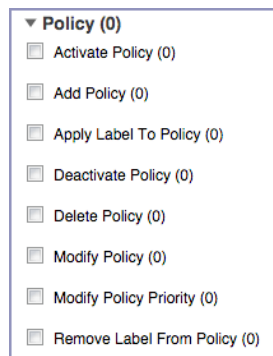 Policy (0)
Activate Policy (0)
Add Policy (0)
Apply Label To Policy (0)
Deactivate Policy (0)
Delete Policy (0)
Modify Policy (0)
Modify Policy Priority (0)
Remove Label From Policy (0)